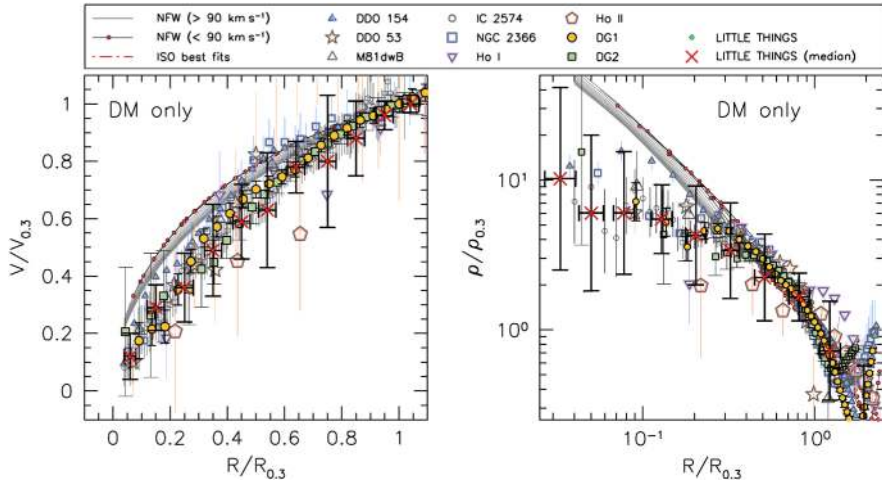 NFW (> 90 km s⁻¹) DDO 154 IC 2574 Ho II
NFW (< 90 km s⁻¹) DDO 53 NGC 2366 DG1 LITTLE THINGS
ISO best fits M81dwB Ho I DG2 LITTLE THINGS (median)
DM only
1
0.8
0.6
0.4
0.2
0
V/V0.3
0 0.2 0.4 0.6 0.8 1
R/R0.3
DM only
10¹
10⁰
ρ/ρ0.3
10⁻¹ 10⁰
R/R0.3